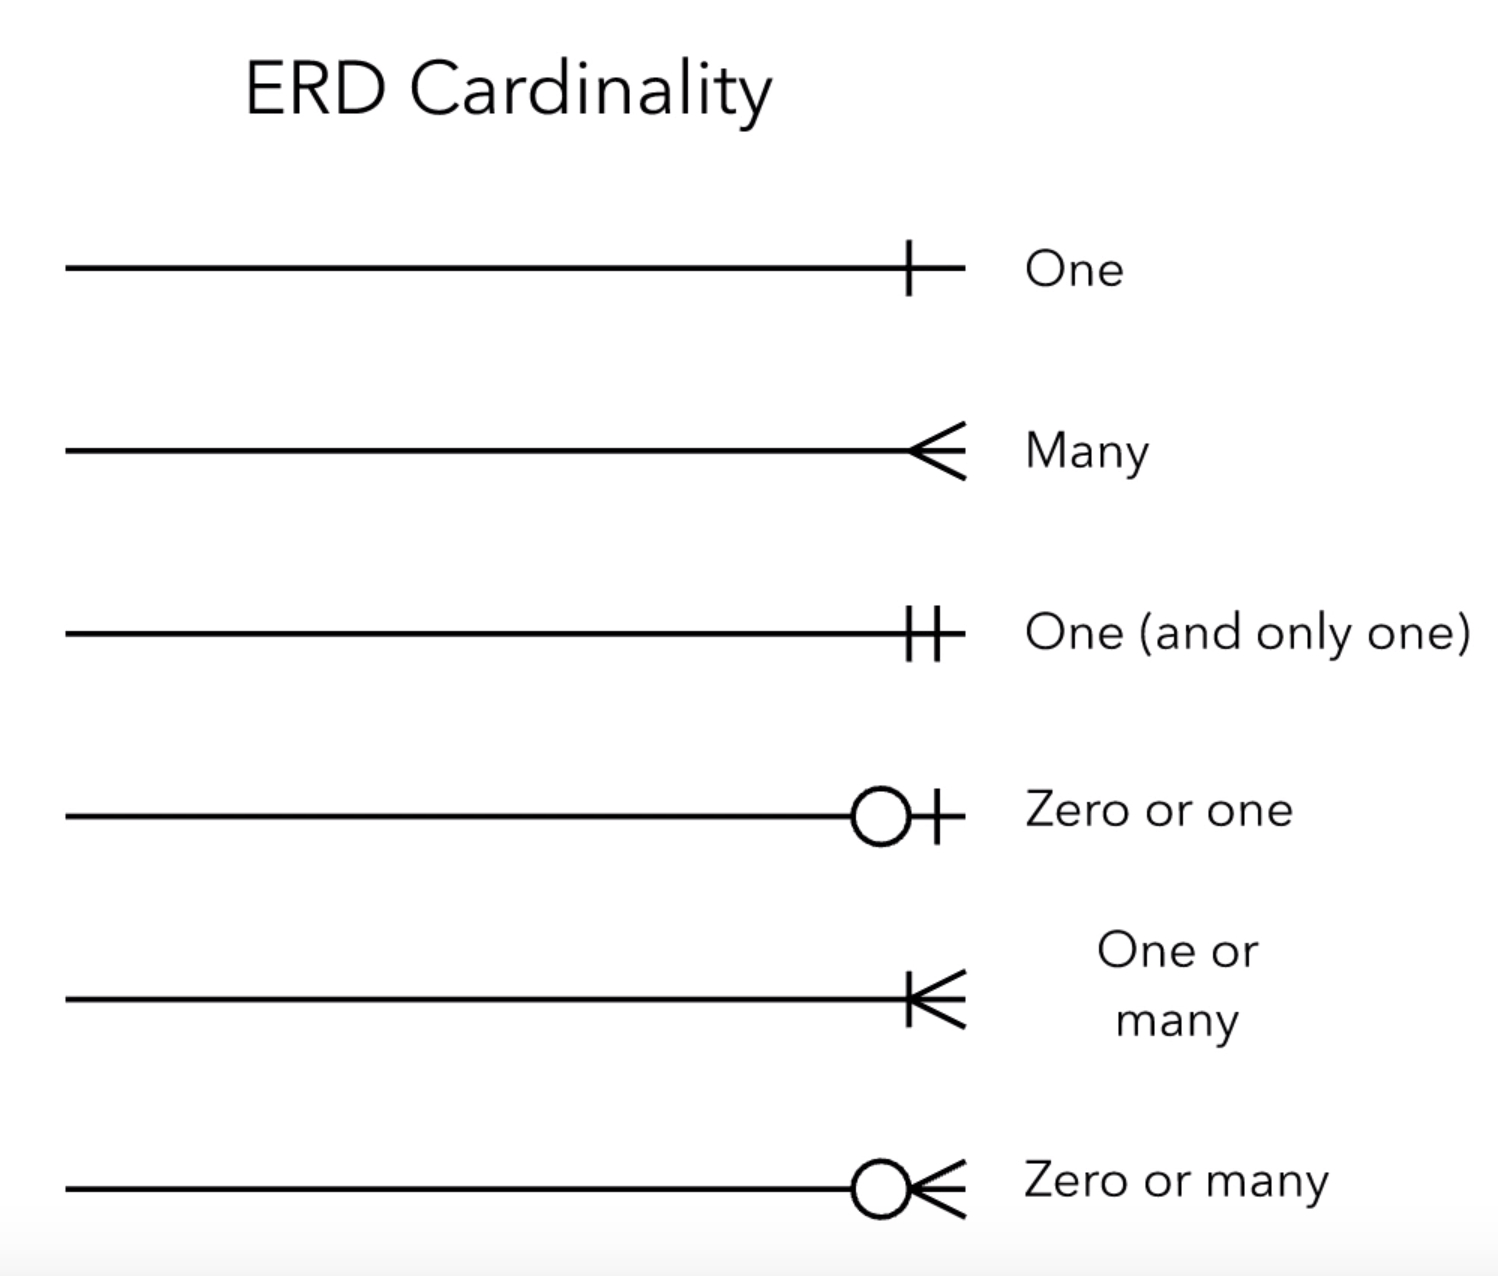 ERD Cardinality
One
Many
One (and only one)
Zero or one
One or
many
Zero or many